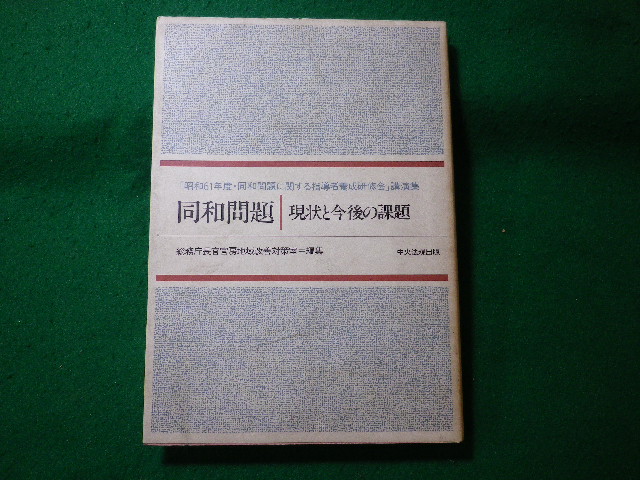 「昭和61年度・同和問題に関する指導者養成研修会」講演集
同和問題 現状と今後の課題
総務庁長官官房地域改善対策室=編集 中央法規出版